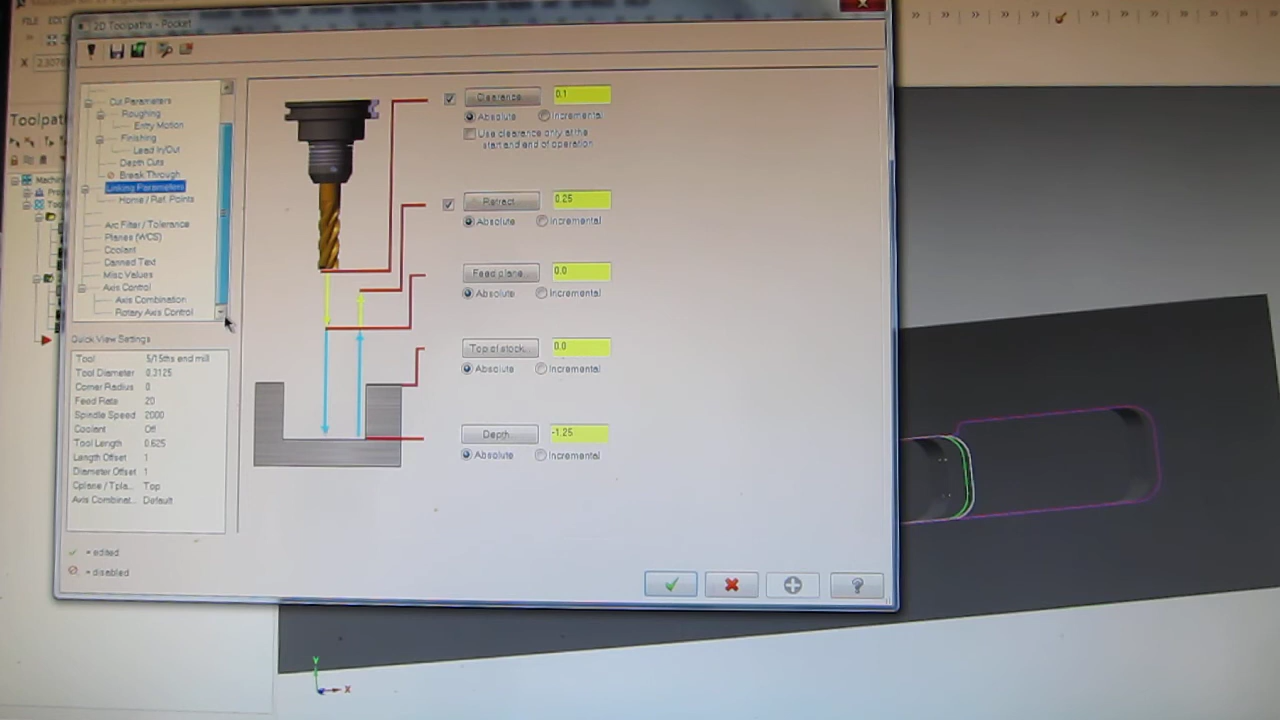 2D Toolpaths - Pocket
FILE
X
Toolpath
Cut Parameters
Roughing
Entry Motion
Finishing
Lead In/Out
Depth Cuts
Break Through
Linking Parameters
Home / Ref. Points
Arc Filter / Tolerance
Planes (WCS)
Coolant
Canned Text
Misc Values
Axis Control
Axis Combination
Rotary Axis Control
Quick View Settings
Tool 5/15ths end mill
Tool Diameter 0.3125
Corner Radius 0
Feed Rate 20
Spindle Speed 2000
Coolant Off
Tool Length 0.625
Length Offset 1
Diameter Offset 1
Cplane / Tpla... Top
Axis Combinat... Default
= edited
= disabled
Clearance... 0.1
Absolute Incremental
Use clearance only at the
start and end of operation
Retract... 0.25
Absolute Incremental
Feed plane... 0.0
Absolute Incremental
Top of stock... 0.0
Absolute Incremental
Depth... -1.25
Absolute Incremental
Y
X